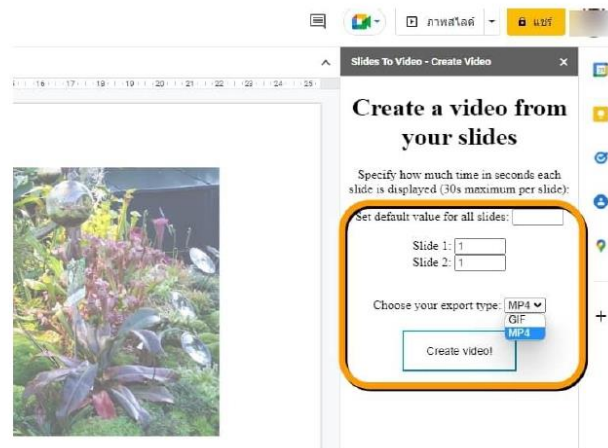 ภาพสไลด์
แชร์
Slides To Video - Create Video
16 17 18 19 20 21 22 23 24 25
Create a video from
your slides
Specify how much time in seconds each
slide is displayed (30s maximum per slide):
Set default value for all slides:
Slide 1: 1
Slide 2: 1
Choose your export type: MP4
GIF
MP4
Create video!